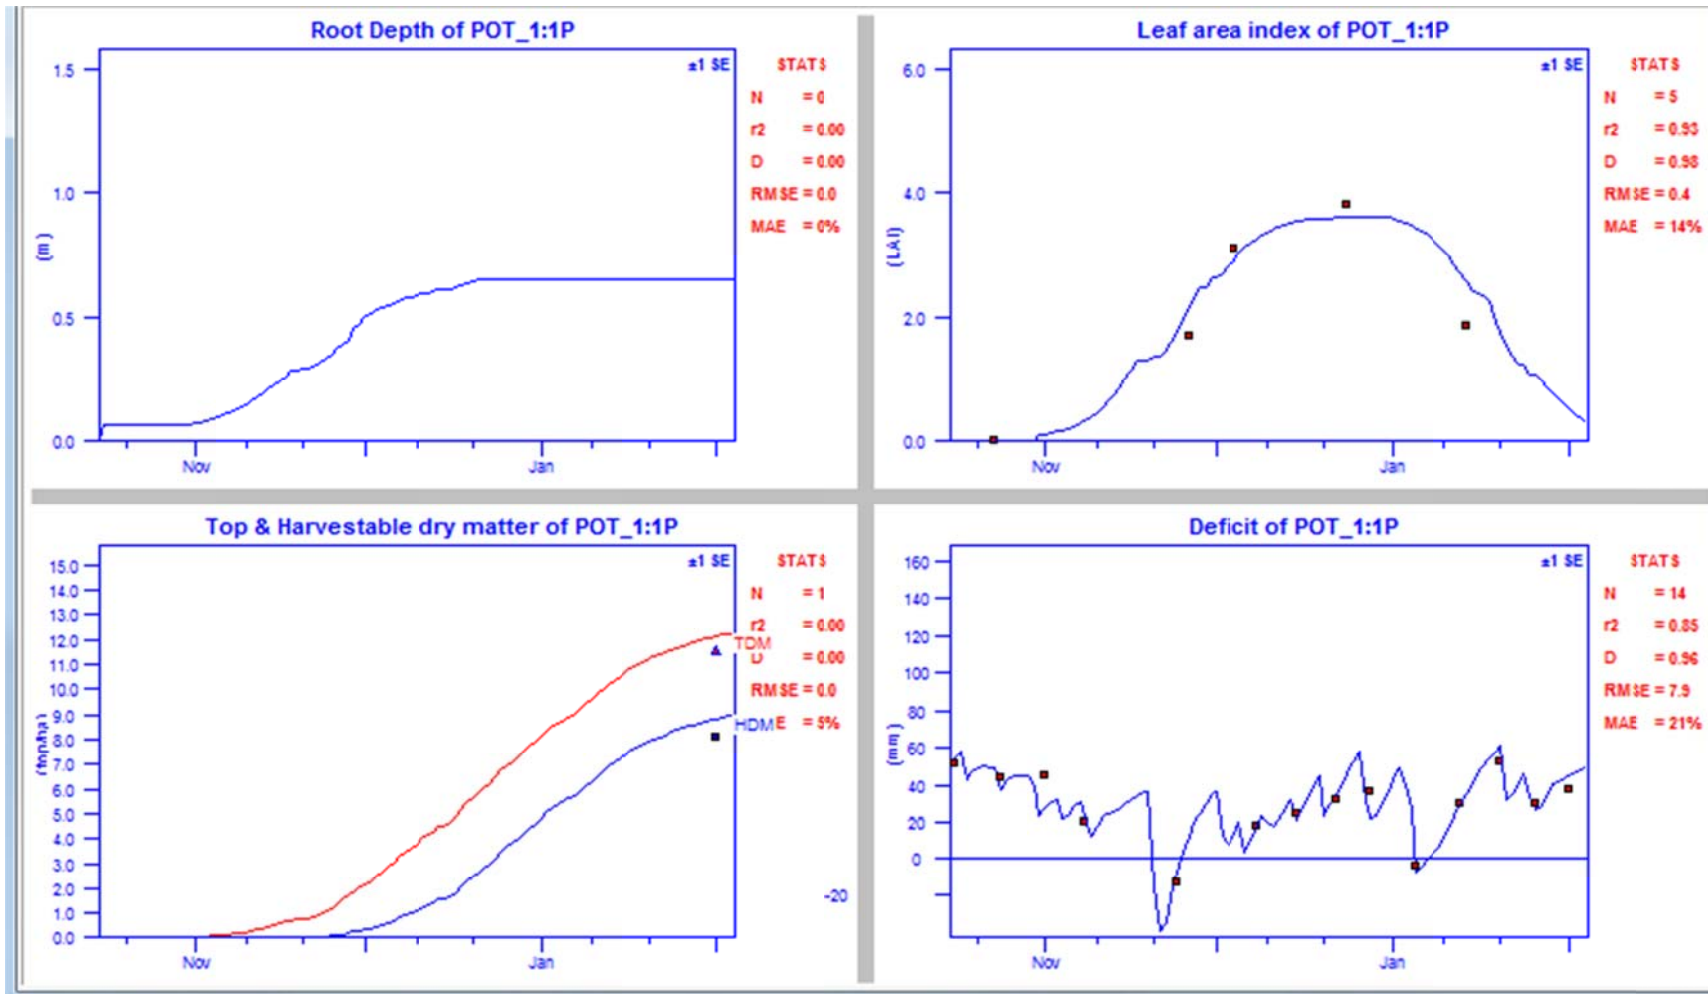 Root Depth of POT_1:1P
±1 SE
STATS
N = 0
r2 = 0.00
D = 0.00
RMSE = 0.0
MAE = 0%
1.5
1.0
0.5
0.0
(m)
Nov
Jan
Leaf area index of POT_1:1P
±1 SE
STATS
N = 5
r2 = 0.93
D = 0.98
RMSE = 0.4
MAE = 14%
6.0
4.0
2.0
0.0
(LAI)
Nov
Jan
Top & Harvestable dry matter of POT_1:1P
±1 SE
STATS
N = 1
r2 = 0.00
D = 0.00
RMSE = 0.0
E = 9%
TDM
HDM
15.0
14.0
13.0
12.0
11.0
10.0
9.0
8.0
7.0
6.0
5.0
4.0
3.0
2.0
1.0
0.0
(ton/ha)
Nov
Jan
Deficit of POT_1:1P
±1 SE
STATS
N = 14
r2 = 0.85
D = 0.96
RMSE = 7.9
MAE = 21%
160
140
120
100
80
60
40
20
0
-20
(mm)
Nov
Jan